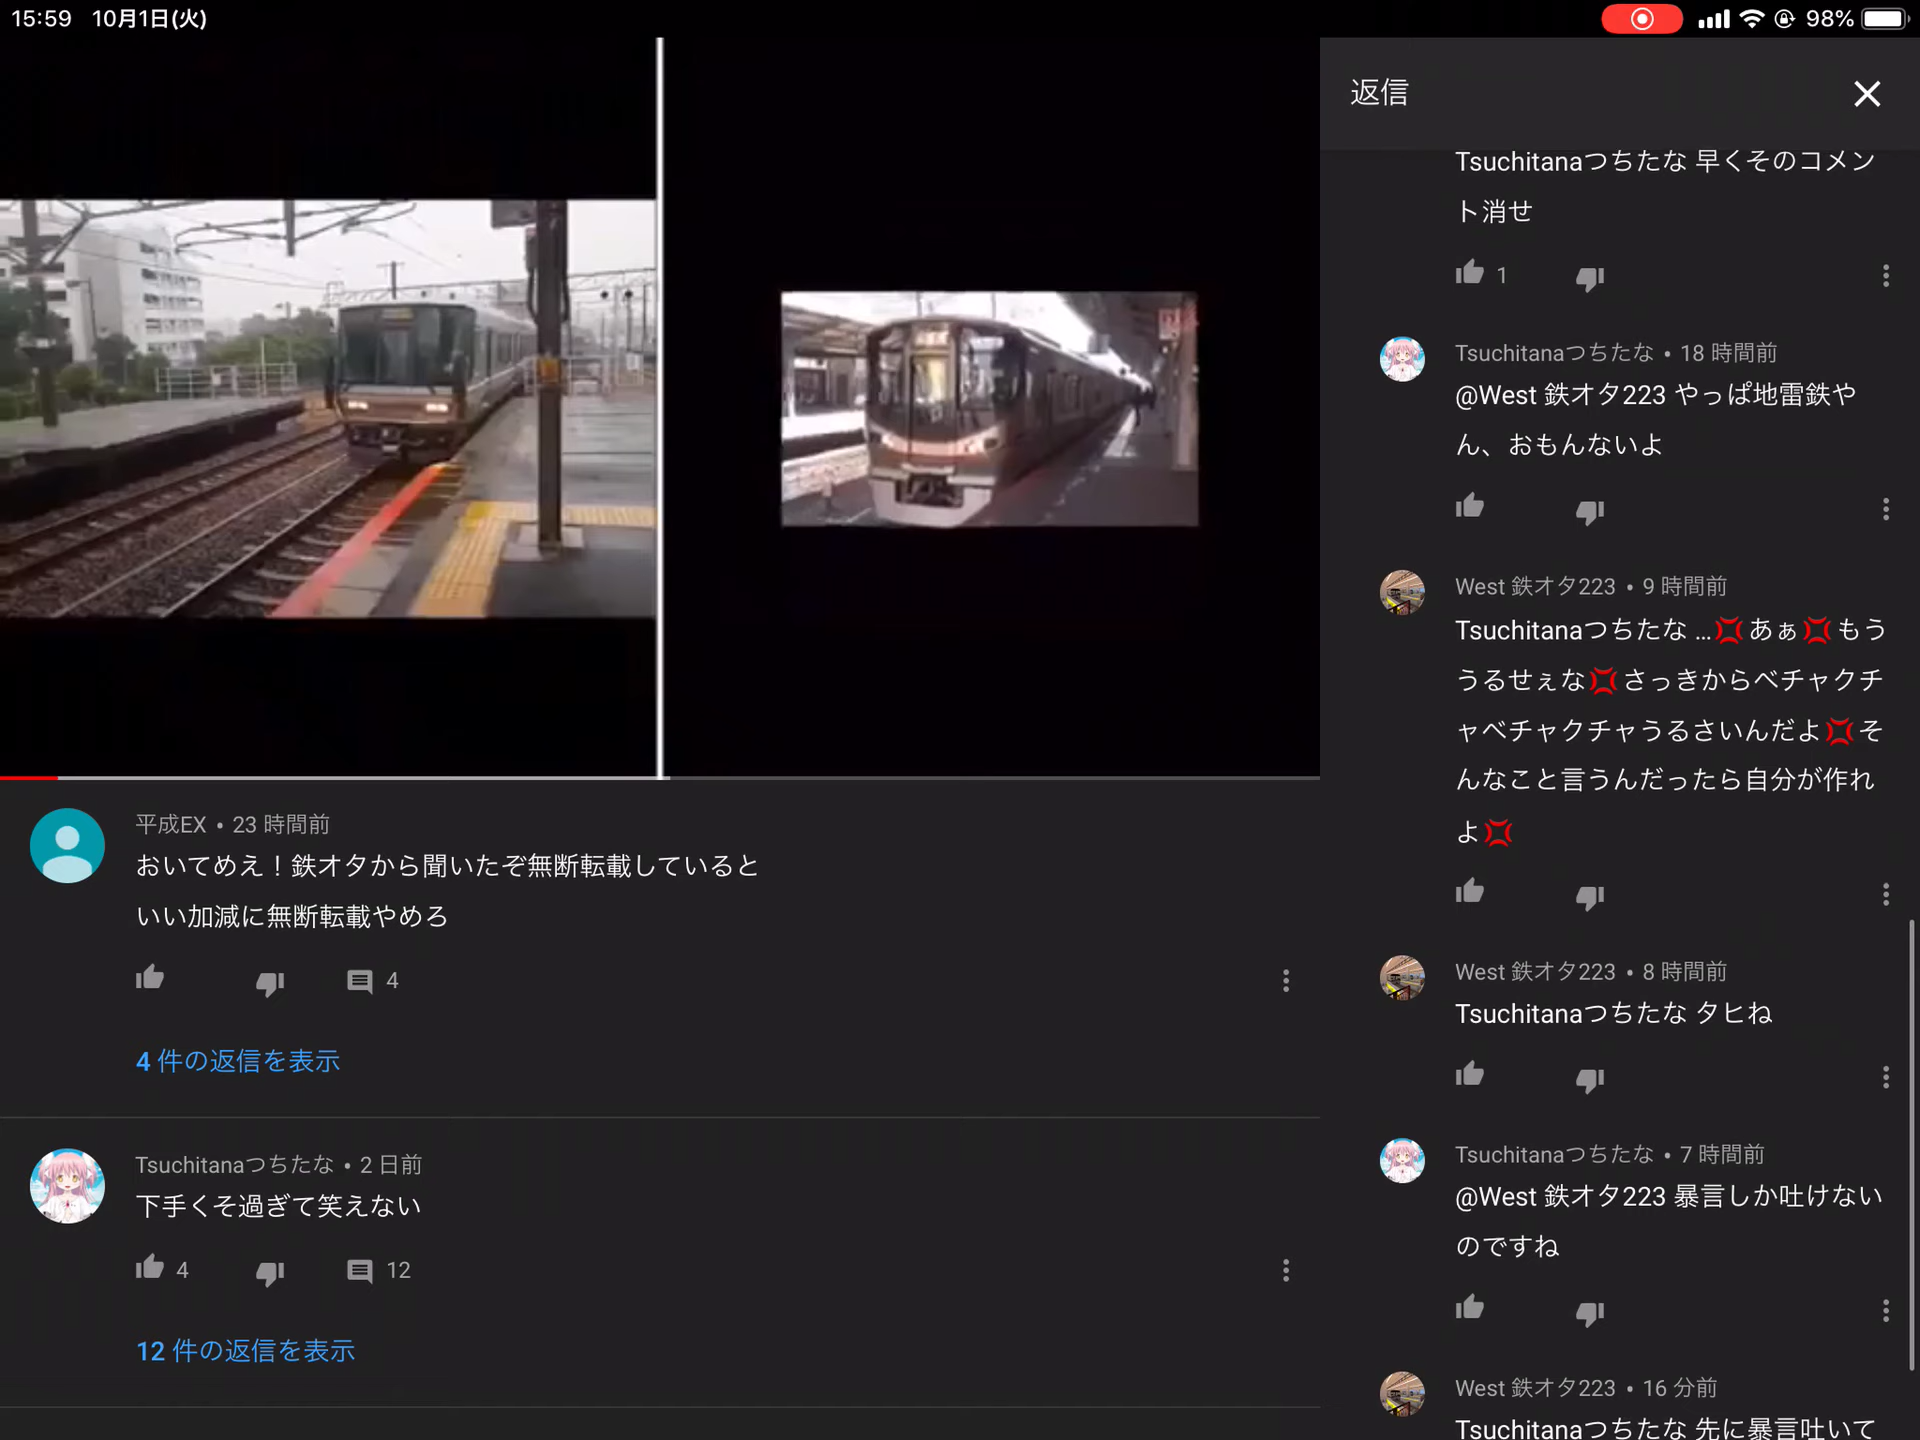 15:59 10月1日(火)
98%
平成EX • 23 時間前
おいてめえ！鉄オタから聞いたぞ無断転載していると
いい加減に無断転載やめろ
4
4 件の返信を表示
Tsuchitanaつちたな • 2 日前
下手くそ過ぎて笑えない
4 12
12 件の返信を表示
返信
Tsuchitanaつちたな 早くそのコメン
ト消せ
1
Tsuchitanaつちたな • 18 時間前
@West 鉄オタ223 やっぱ地雷鉄や
ん、おもんないよ
West 鉄オタ223 • 9 時間前
Tsuchitanaつちたな ...💢あぁ💢もう
うるせぇな💢さっきからベチャクチ
ャベチャクチャうるさいんだよ💢そ
んなこと言うんだったら自分が作れ
よ💢
West 鉄オタ223 • 8 時間前
Tsuchitanaつちたな タヒね
Tsuchitanaつちたな • 7 時間前
@West 鉄オタ223 暴言しか吐けない
のですね
West 鉄オタ223 • 16 分前
Tsuchitanaつちたな 先に暴言吐いて